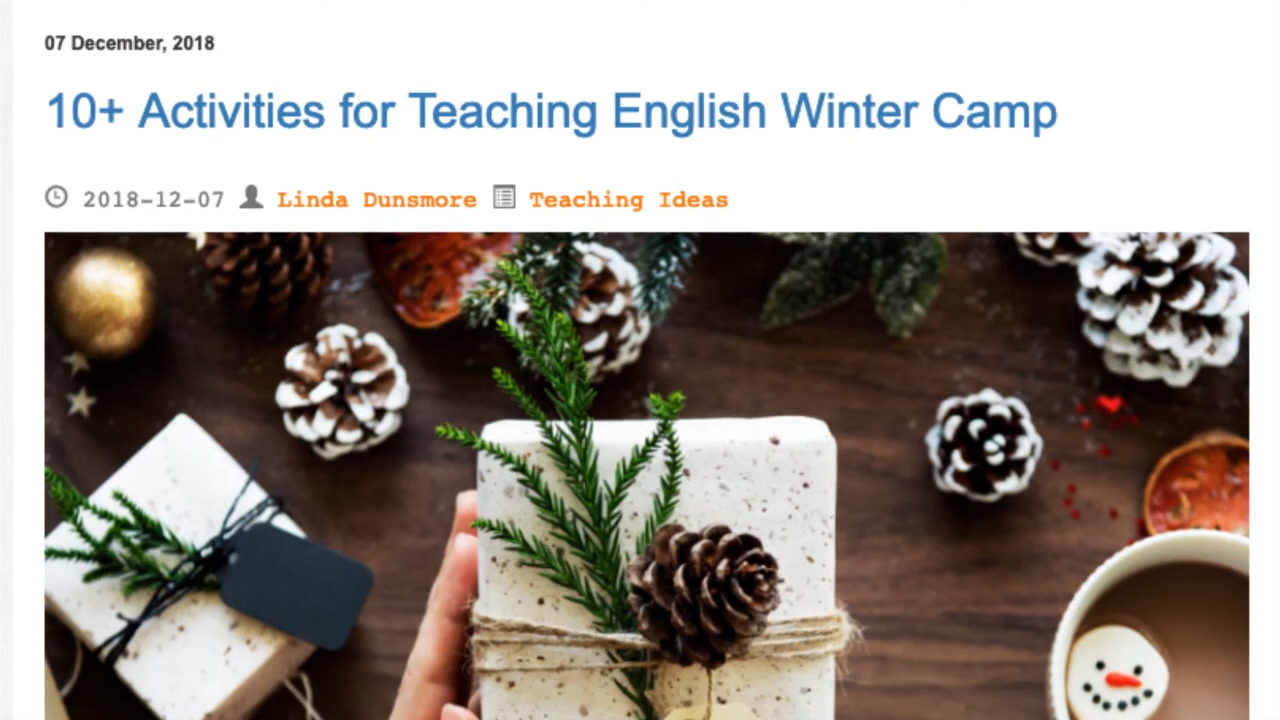 07 December, 2018
10+ Activities for Teaching English Winter Camp
2018-12-07 Linda Dunsmore Teaching Ideas